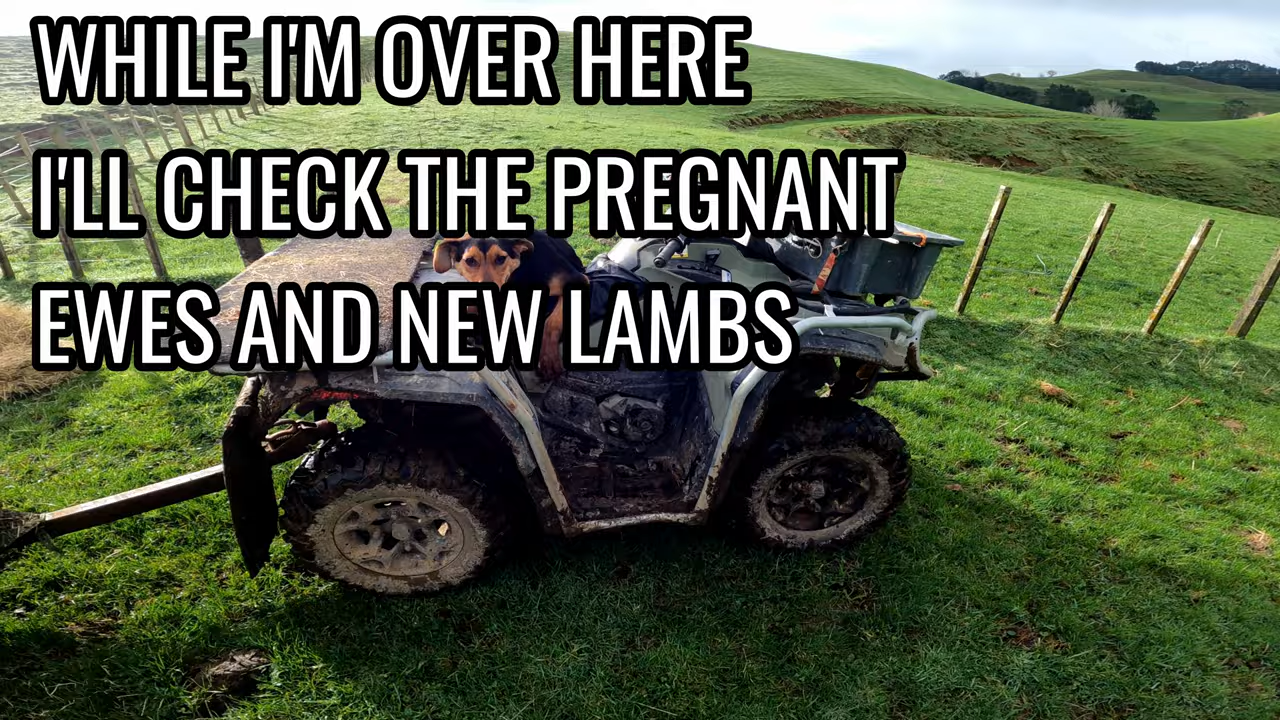 WHILE I'M OVER HERE
I'LL CHECK THE PREGNANT
EWES AND NEW LAMBS